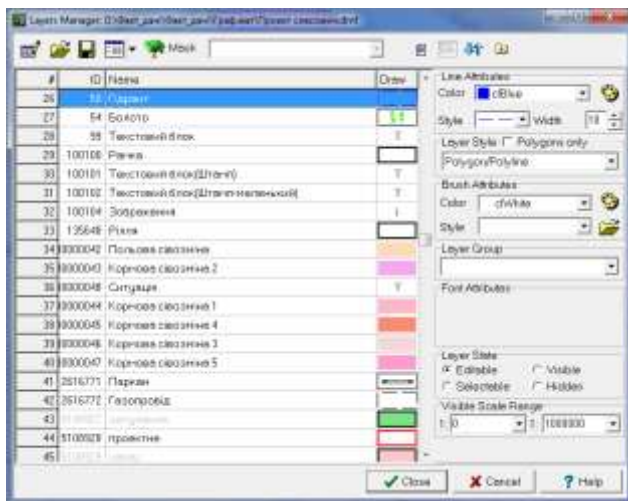 Layers Manager:
Mask
# ID Name Draw
26 Гідрант
27 54 Болото
28 Текстовий блок
29 100100 Рамка
30 100101 Текстовий блок(Штамп)
31 100102 Текстовий блок(Штамп-маленький)
32 100104 Зображення
33 Рілля
34 Польова сівозміна
35 Кормова сівозміна 2
36 Ситуація
37 Кормова сівозміна 1
38 Кормова сівозміна 4
39 Кормова сівозміна 3
40 Кормова сівозміна 5
41 2616771 Паркан
42 2616772 Газопровід
43
44 проектне
45
Line Attributes
Color clBlue
Style Width
Layer Style Polygons only
Polygon/Polyline
Brush Attributes
Color clWhite
Style
Layer Group
Font Attributes
Layer State
Editable Visible
Selectable Hidden
Visible Scale Range
1: 0 1: 1000000
Close Cancel Help